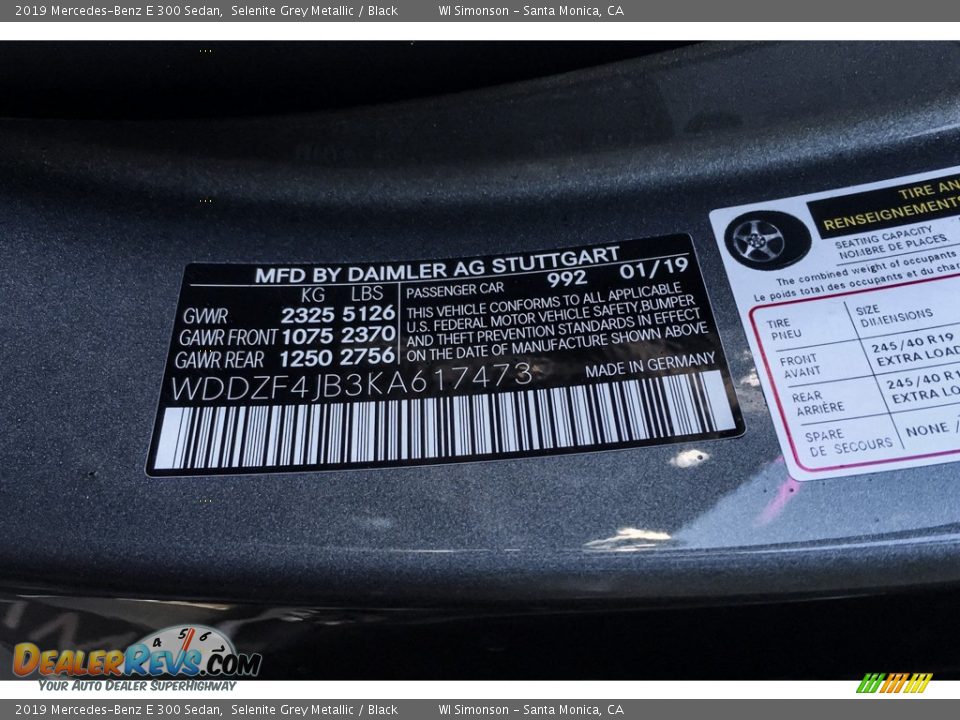 2019 Mercedes-Benz E 300 Sedan, Selenite Grey Metallic / Black WI Simonson - Santa Monica, CA
MFD BY DAIMLER AG STUTTGART
KG LBS PASSENGER CAR 992 01/19
GVWR 2325 5126
GAWR FRONT 1075 2370
GAWR REAR 1250 2756
THIS VEHICLE CONFORMS TO ALL APPLICABLE
U.S. FEDERAL MOTOR VEHICLE SAFETY,BUMPER
AND THEFT PREVENTION STANDARDS IN EFFECT
ON THE DATE OF MANUFACTURE SHOWN ABOVE
WDDZF4JB3KA617473 MADE IN GERMANY
TIRE
RENSEIGNEMENTS
SEATING CAPACITY
NOMBRE DE PLACES
The combined weight of occupants
Le poids total des occupants et du
TIRE
PNEU
SIZE
DIMENSIONS
FRONT
AVANT
245/40 R19
EXTRA LOAD
REAR
ARRIÈRE
245/40
EXTRA
SPARE
DE SECOURS
NONE /
4 5 6 7
DEALERREVS.COM
YOUR AUTO DEALER SUPERHIGHWAY
2019 Mercedes-Benz E 300 Sedan, Selenite Grey Metallic / Black WI Simonson - Santa Monica, CA